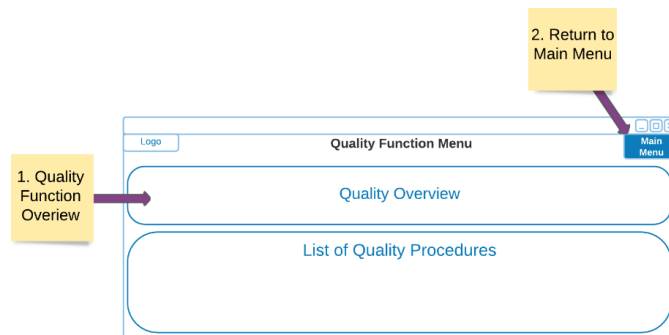 2. Return to
Main Menu
Logo
Quality Function Menu
Main
Menu
1. Quality
Function
Overiew
Quality Overview
List of Quality Procedures